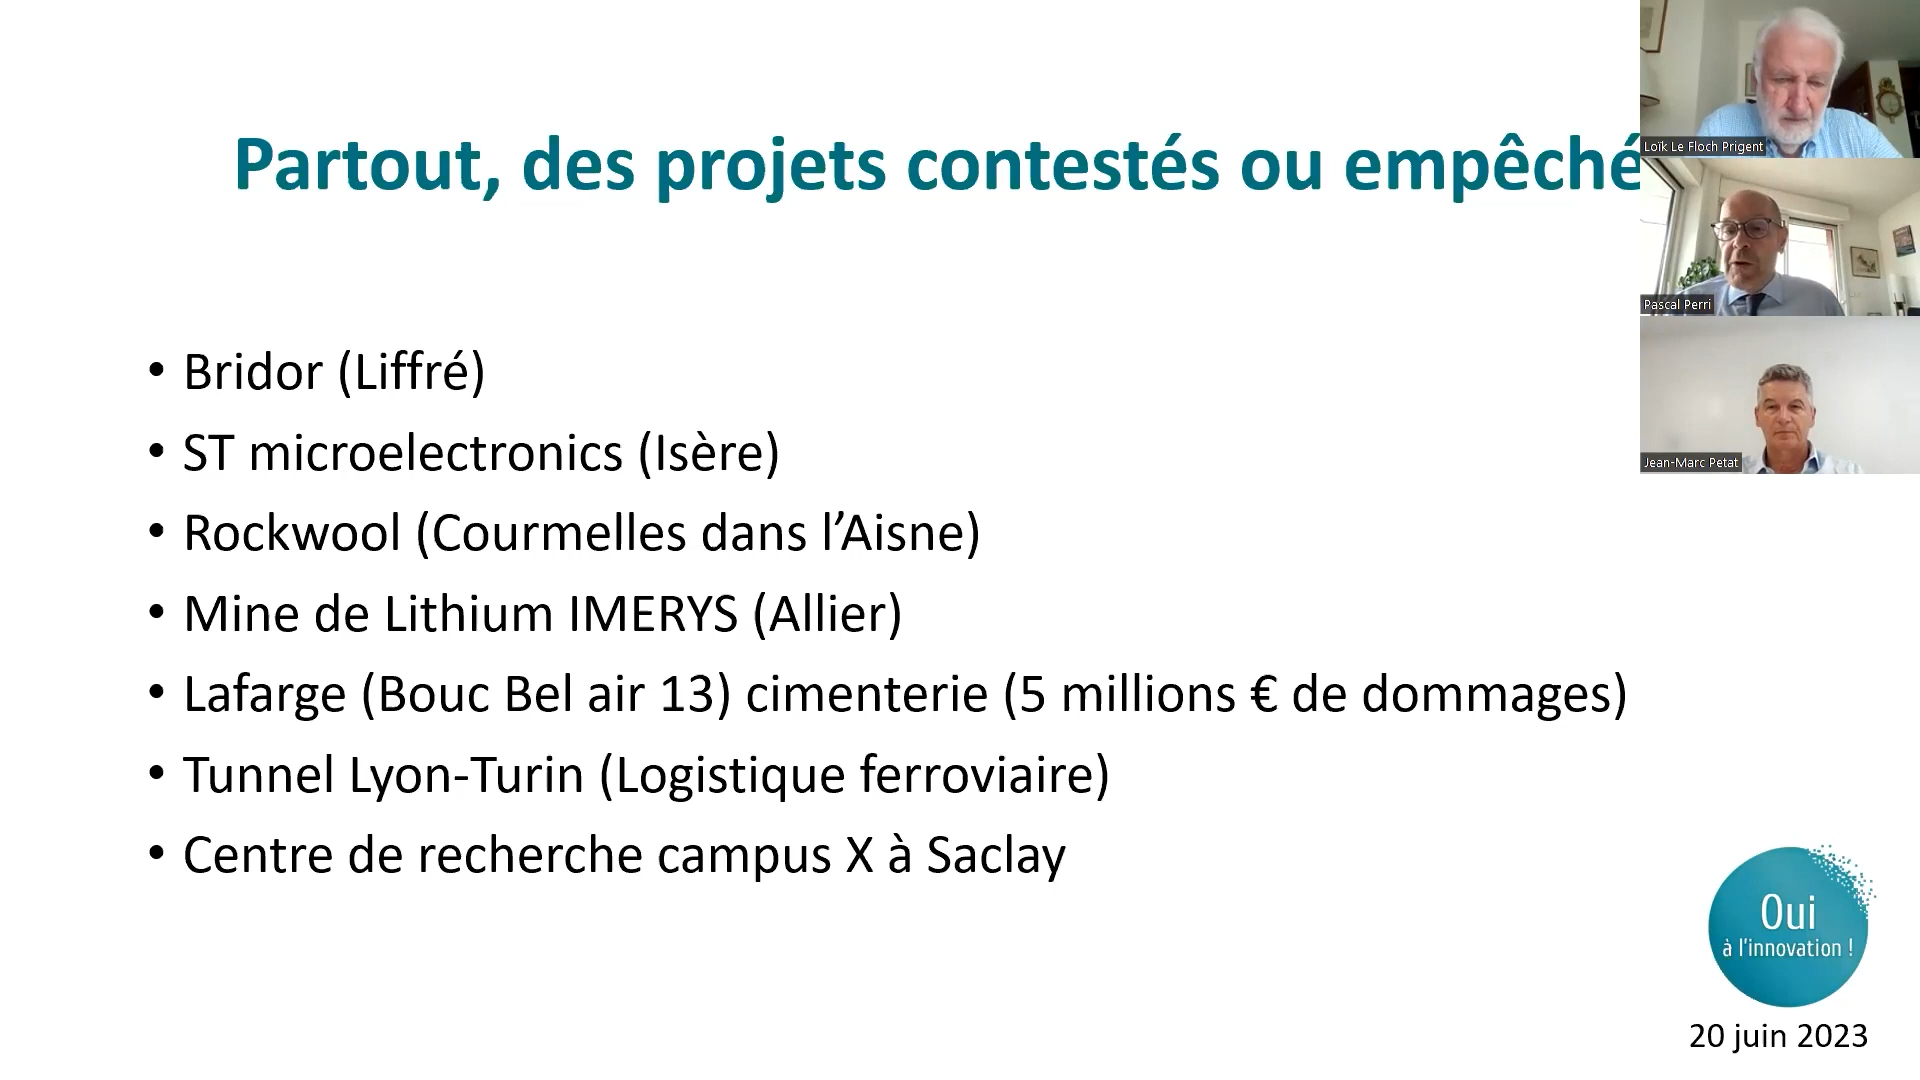 Partout, des projets contestés ou empêché
• Bridor (Liffré)
• ST microelectronics (Isère)
• Rockwool (Courmelles dans l’Aisne)
• Mine de Lithium IMERYS (Allier)
• Lafarge (Bouc Bel air 13) cimenterie (5 millions € de dommages)
• Tunnel Lyon-Turin (Logistique ferroviaire)
• Centre de recherche campus X à Saclay
Loïk Le Floch Prigent
Pascal Perri
Jean-Marc Petat
Oui
à l’innovation !
20 juin 2023